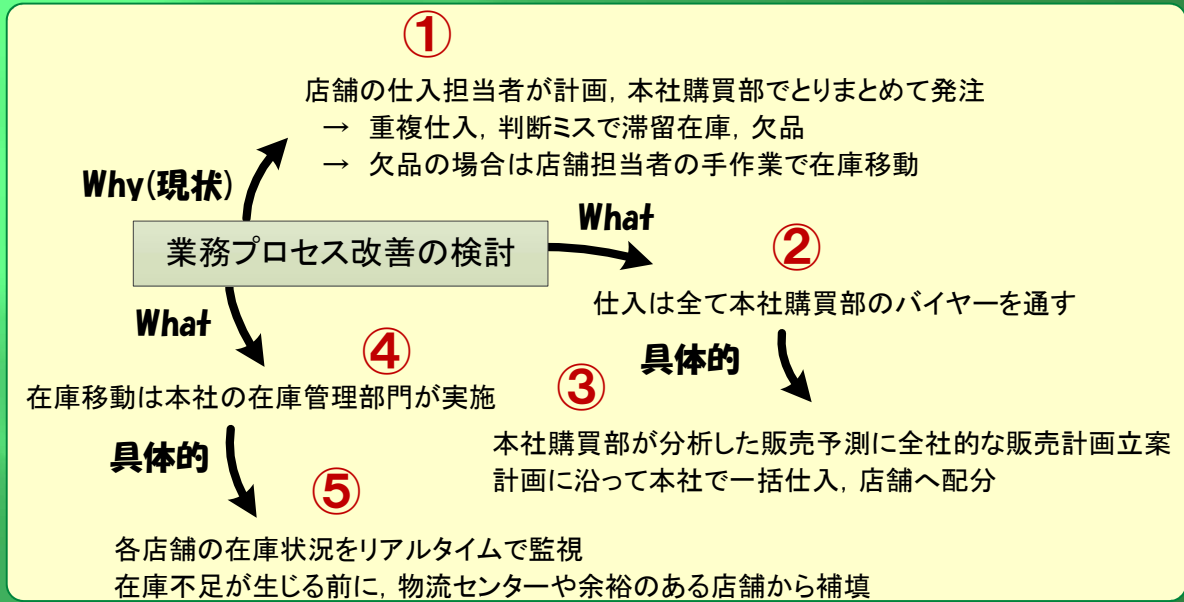 ①
店舗の仕入担当者が計画，本社購買部でとりまとめて発注
→ 重複仕入，判断ミスで滞留在庫，欠品
→ 欠品の場合は店舗担当者の手作業で在庫移動
Why(現状)
業務プロセス改善の検討
What
②
仕入は全て本社購買部のバイヤーを通す
具体的
③
本社購買部が分析した販売予測に全社的な販売計画立案
計画に沿って本社で一括仕入，店舗へ配分
What
④
在庫移動は本社の在庫管理部門が実施
具体的
⑤
各店舗の在庫状況をリアルタイムで監視
在庫不足が生じる前に，物流センターや余裕のある店舗から補填